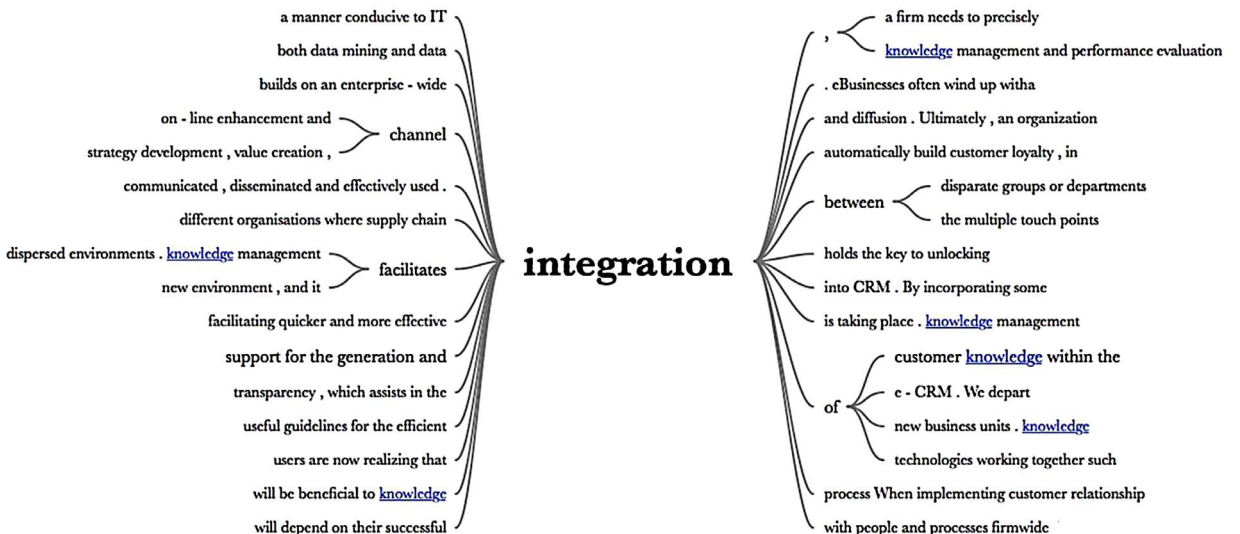 a manner conducive to IT
both data mining and data
builds on an enterprise - wide
on - line enhancement and
channel
strategy development , value creation ,
communicated , disseminated and effectively used .
different organisations where supply chain
dispersed environments . knowledge management
facilitates
new environment , and it
facilitating quicker and more effective
support for the generation and
transparency , which assists in the
useful guidelines for the efficient
users are now realizing that
will be beneficial to knowledge
will depend on their successful
integration
,
a firm needs to precisely
knowledge management and performance evaluation
. eBusinesses often wind up witha
and diffusion . Ultimately , an organization
automatically build customer loyalty , in
between
disparate groups or departments
the multiple touch points
holds the key to unlocking
into CRM . By incorporating some
is taking place . knowledge management
of
customer knowledge within the
e - CRM . We depart
new business units . knowledge
technologies working together such
process When implementing customer relationship
with people and processes firmwide